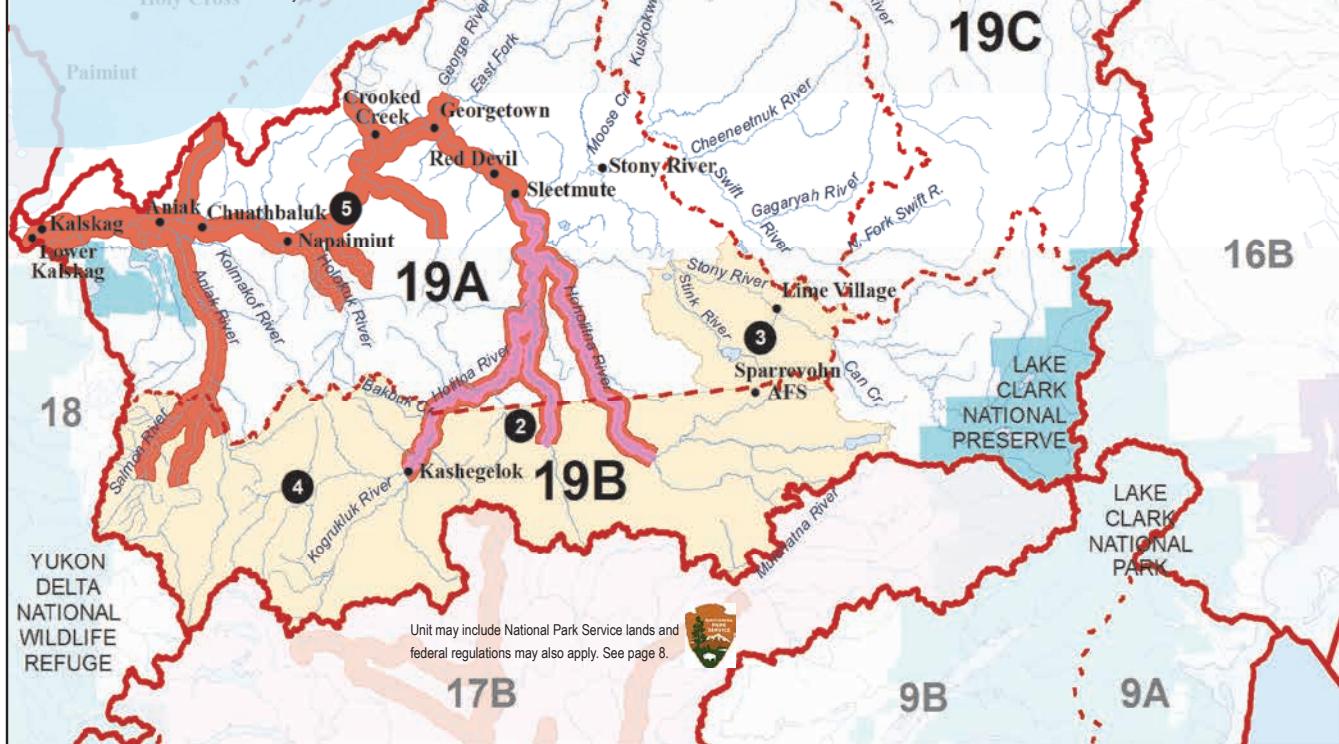 Holy Cross
Paimiut
George River
East Fork
Kuskokwi
River
19C
Crooked
Creek
Georgetown
Moose Cr.
Cheeneetnuk River
Red Devil
Stony River
Sleetmute
Swift
River
Gagaryah River
N. Fork Swift R.
Kalskag
Lower
Kalskag
Aniak
Chuathbaluk
5
Napaimiut
Kolmakof River
Aniak River
Holokuk River
19A
Hoholitna River
Stony River
Stink River
Lime Village
3
Sparrevohn
AFS
Can Cr.
16B
LAKE
CLARK
NATIONAL
PRESERVE
18
Salmon River
Bakbuk Cr.
Holitna River
2
19B
4
Kashegelok
Kogrukluk River
Mulchatna River
LAKE
CLARK
NATIONAL
PARK
YUKON
DELTA
NATIONAL
WILDLIFE
REFUGE
Unit may include National Park Service lands and
federal regulations may also apply. See page 8.
NATIONAL
PARK
SERVICE
17B
9B
9A